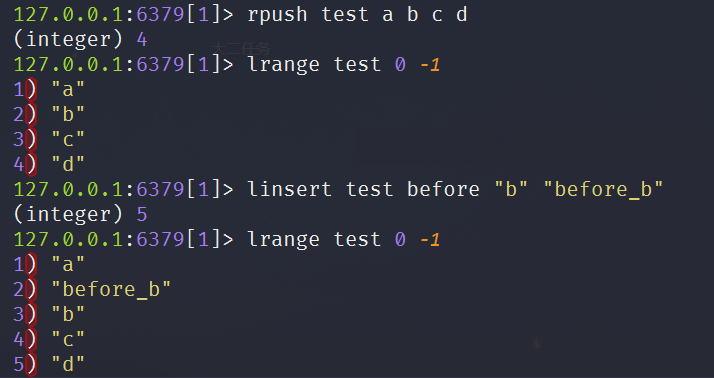 127.0.0.1:6379[1]> rpush test a b c d
(integer) 4
127.0.0.1:6379[1]> lrange test 0 -1
1) "a"
2) "b"
3) "c"
4) "d"
127.0.0.1:6379[1]> linsert test before "b" "before_b"
(integer) 5
127.0.0.1:6379[1]> lrange test 0 -1
1) "a"
2) "before_b"
3) "b"
4) "c"
5) "d"